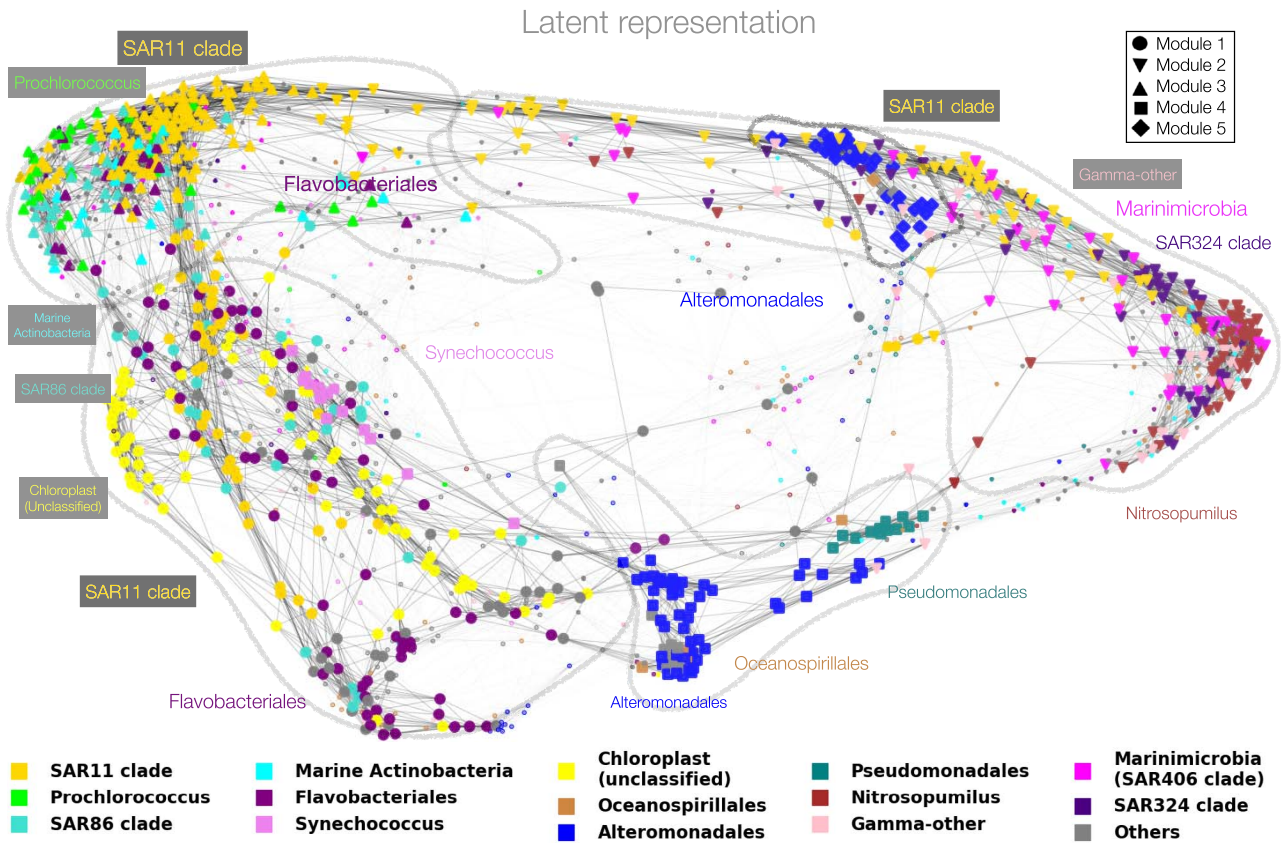 Latent representation
SAR11 clade
Prochlorococcus
Module 1
Module 2
Module 3
Module 4
Module 5
SAR11 clade
Flavobacteriales
Gamma-other
Marinimicrobia
SAR324 clade
Alteromonadales
Marine
Actinobacteria
Synechococcus
SAR86 clade
Chloroplast
(Unclassified)
Nitrosopumilus
SAR11 clade
Pseudomonadales
Oceanospirillales
Flavobacteriales
Alteromonadales
SAR11 clade
Prochlorococcus
SAR86 clade
Marine Actinobacteria
Flavobacteriales
Synechococcus
Chloroplast
(unclassified)
Oceanospirillales
Alteromonadales
Pseudomonadales
Nitrosopumilus
Gamma-other
Marinimicrobia
(SAR406 clade)
SAR324 clade
Others